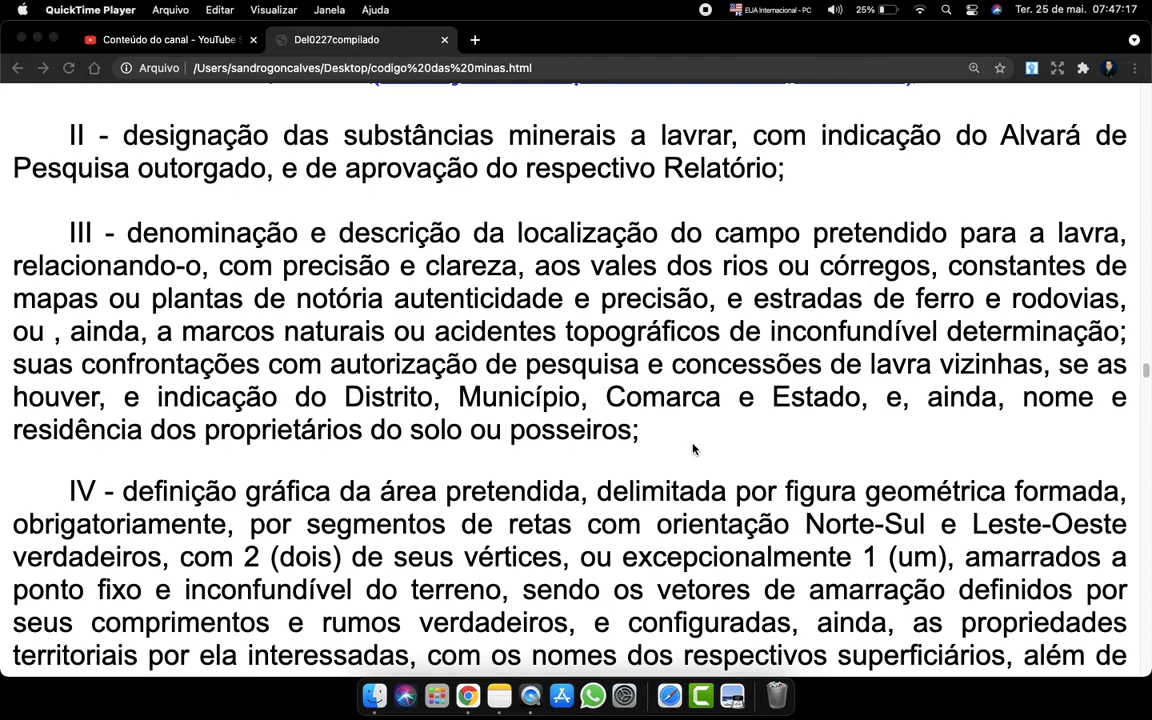 QuickTime Player Arquivo Editar Visualizar Janela Ajuda EUA Internacional - PC 25% Ter. 25 de mai. 07:47:17
Conteúdo do canal - YouTube Del0227compilado
Arquivo /Users/sandrogoncalves/Desktop/codigo%20das%20minas.html
II - designação das substâncias minerais a lavrar, com indicação do Alvará de
Pesquisa outorgado, e de aprovação do respectivo Relatório;
III - denominação e descrição da localização do campo pretendido para a lavra,
relacionando-o, com precisão e clareza, aos vales dos rios ou córregos, constantes de
mapas ou plantas de notória autenticidade e precisão, e estradas de ferro e rodovias,
ou , ainda, a marcos naturais ou acidentes topográficos de inconfundível determinação;
suas confrontações com autorização de pesquisa e concessões de lavra vizinhas, se as
houver, e indicação do Distrito, Município, Comarca e Estado, e, ainda, nome e
residência dos proprietários do solo ou posseiros;
IV - definição gráfica da área pretendida, delimitada por figura geométrica formada,
obrigatoriamente, por segmentos de retas com orientação Norte-Sul e Leste-Oeste
verdadeiros, com 2 (dois) de seus vértices, ou excepcionalmente 1 (um), amarrados a
ponto fixo e inconfundível do terreno, sendo os vetores de amarração definidos por
seus comprimentos e rumos verdadeiros, e configuradas, ainda, as propriedades
territoriais por ela interessadas, com os nomes dos respectivos superficiários, além de